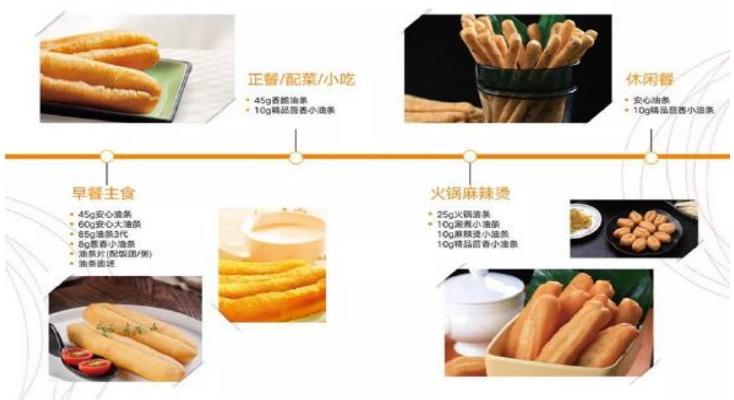 正餐/配菜/小吃
45g香脆油条
10g精品茴香小油条
休闲餐
安心油条
10g精品茴香小油条
早餐主食
45g安心油条
60g安心大油条
85g油条3代
8g葱香小油条
油条片(配饭团/粥)
油条面坯
火锅麻辣烫
25g火锅油条
10g涮煮小油条
10g麻辣烫小油条
10g精品茴香小油条